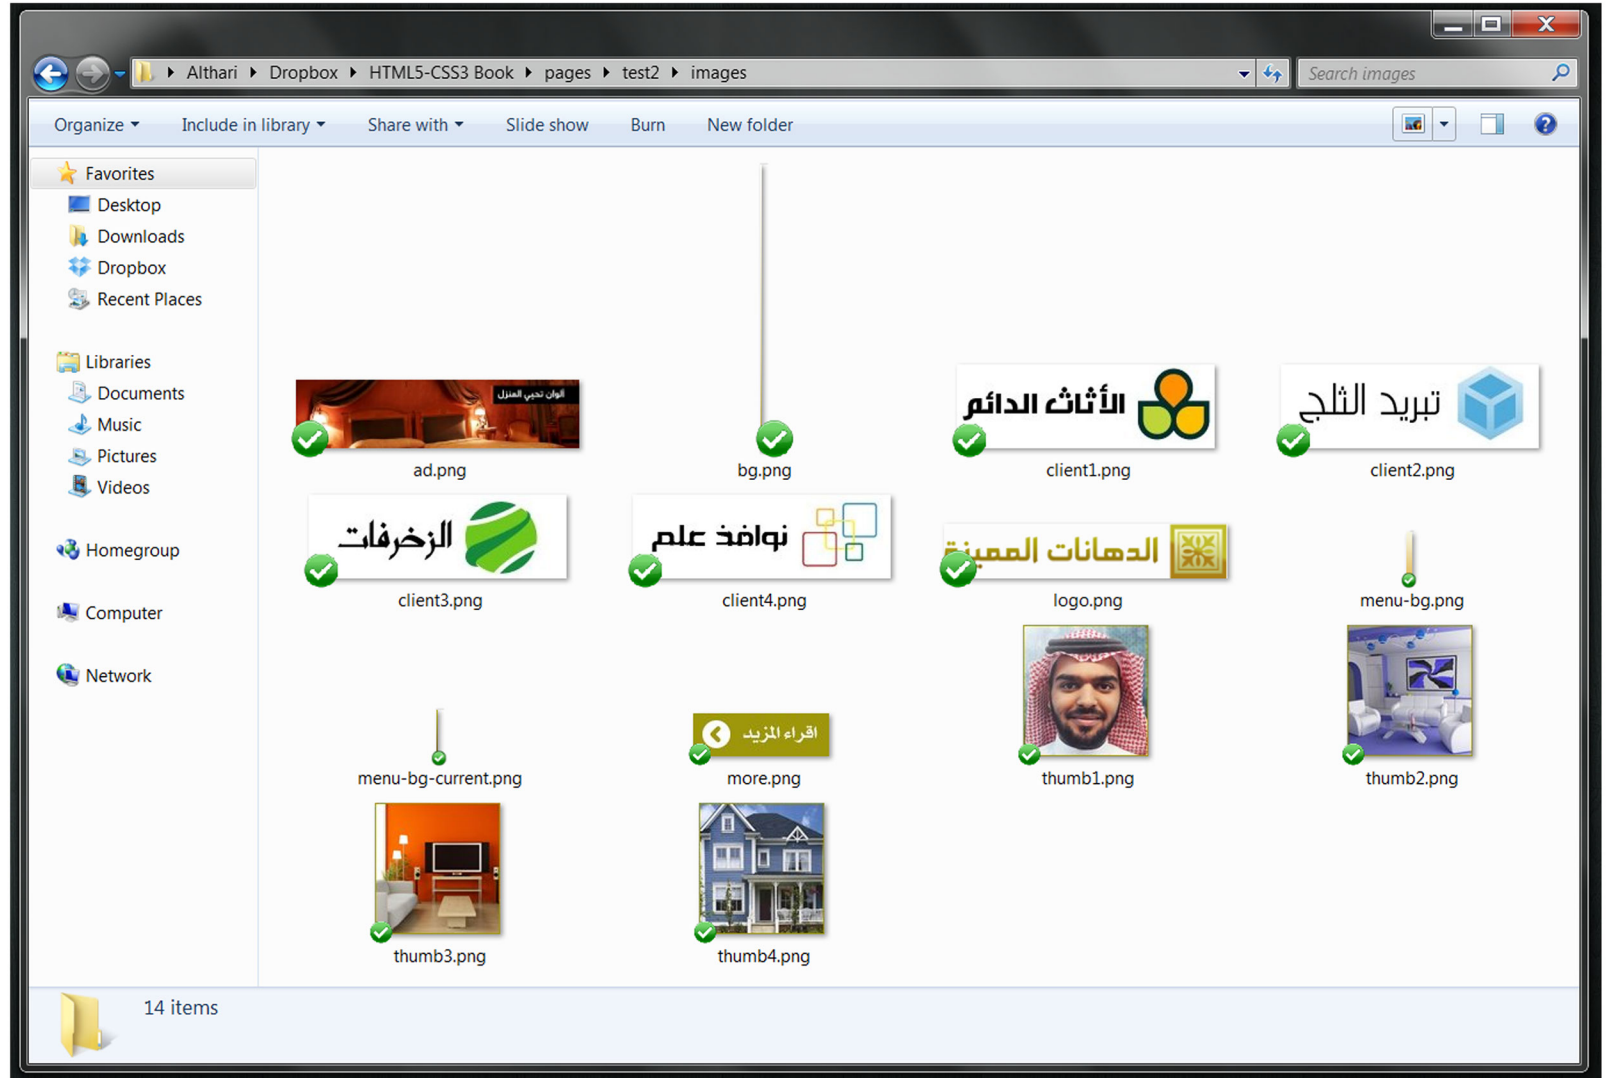 Althari Dropbox HTML5-CSS3 Book pages test2 images
Search images
Organize Include in library Share with Slide show Burn New folder
Favorites
Desktop
Downloads
Dropbox
Recent Places
Libraries
Documents
Music
Pictures
Videos
Homegroup
Computer
Network
ألوان تحيي المنزل
ad.png
bg.png
الأثاث الدائم
client1.png
تبريد الثلج
client2.png
الزخرفات
client3.png
نوافذ علم
client4.png
الدهانات المميزة
logo.png
menu-bg.png
menu-bg-current.png
اقراء المزيد
more.png
thumb1.png
thumb2.png
thumb3.png
thumb4.png
14 items